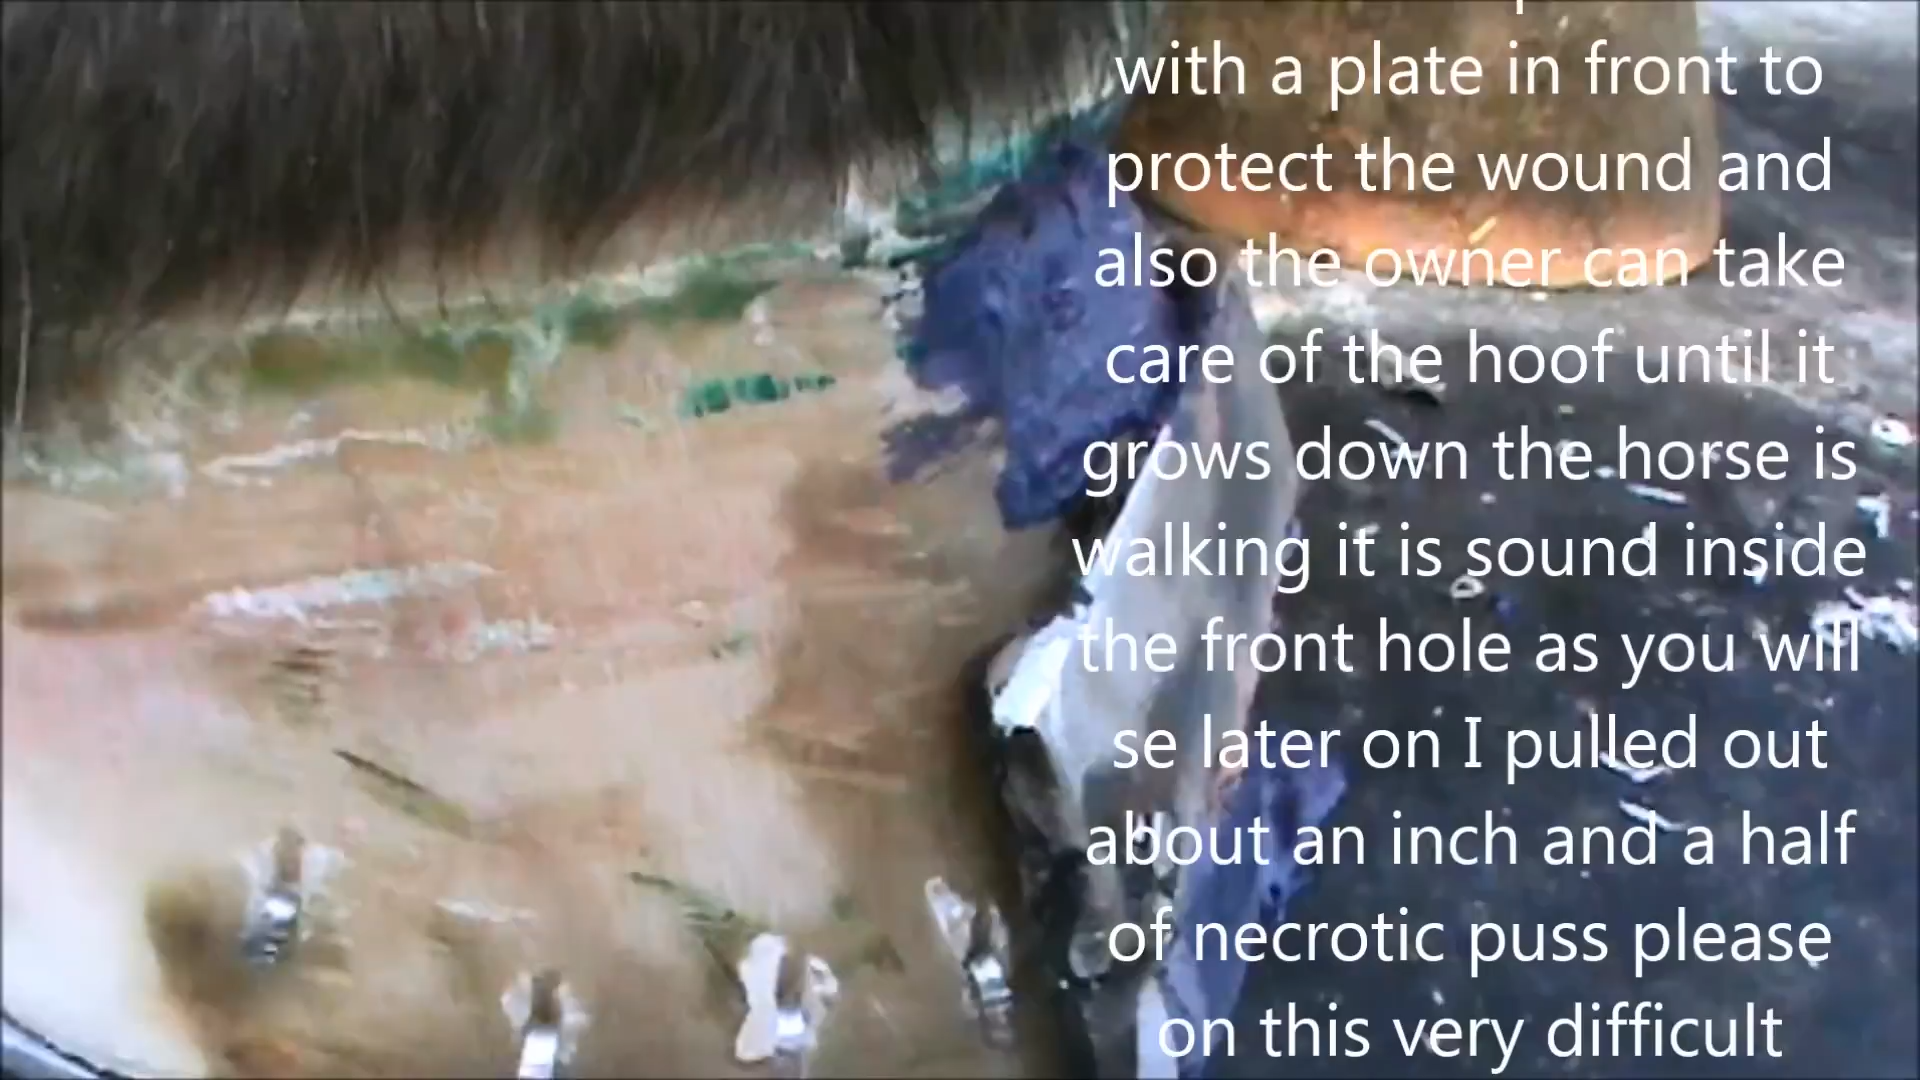 with a plate in front to
protect the wound and
also the owner can take
care of the hoof until it
grows down the horse is
walking it is sound inside
the front hole as you will
se later on I pulled out
about an inch and a half
of necrotic puss please
on this very difficult